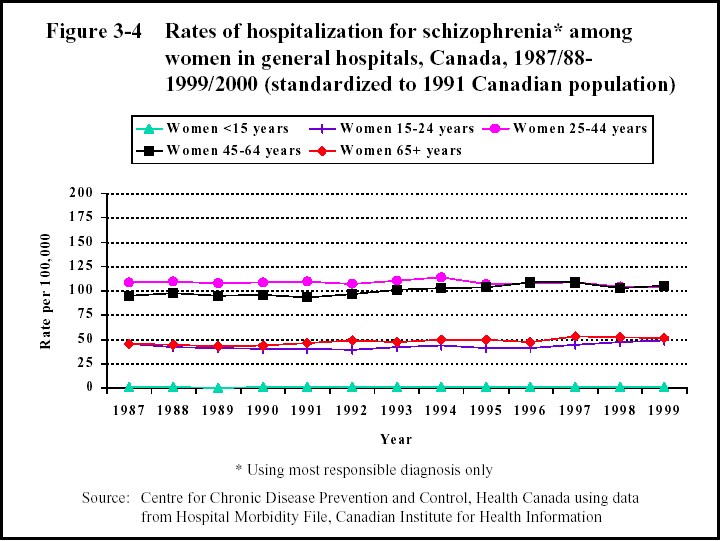 Figure 3-4 Rates of hospitalization for schizophrenia* among
women in general hospitals, Canada, 1987/88-
1999/2000 (standardized to 1991 Canadian population)
Women <15 years Women 15-24 years Women 25-44 years
Women 45-64 years Women 65+ years
200
175
150
125
100
75
50
25
0
Rate per 100,000
1987 1988 1989 1990 1991 1992 1993 1994 1995 1996 1997 1998 1999
Year
* Using most responsible diagnosis only
Source: Centre for Chronic Disease Prevention and Control, Health Canada using data
from Hospital Morbidity File, Canadian Institute for Health Information